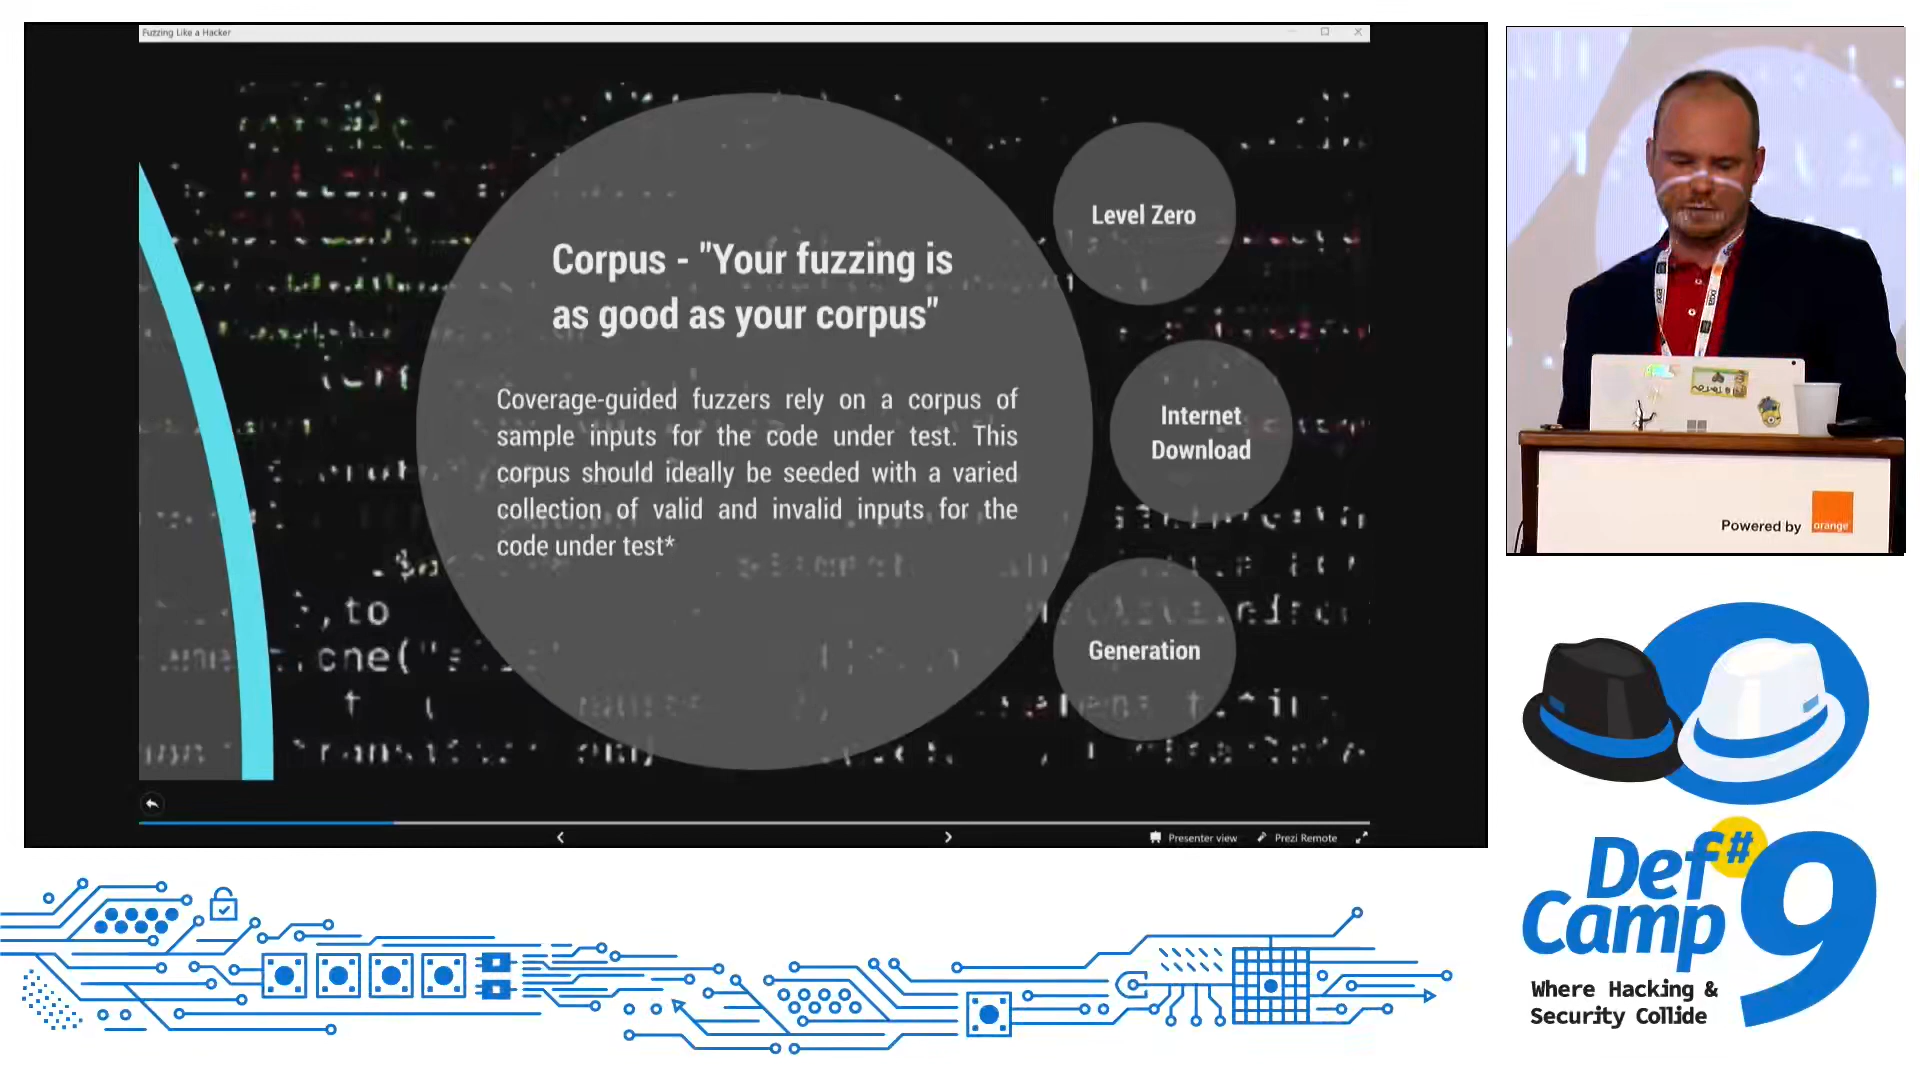 Fuzzing Like a Hacker
Corpus - "Your fuzzing is
as good as your corpus"
Coverage-guided fuzzers rely on a corpus of
sample inputs for the code under test. This
corpus should ideally be seeded with a varied
collection of valid and invalid inputs for the
code under test*
Level Zero
Internet
Download
Generation
,to
Presenter view
Prezi Remote
Powered by
orange
Def
#9
Camp
Where Hacking &
Security Collide